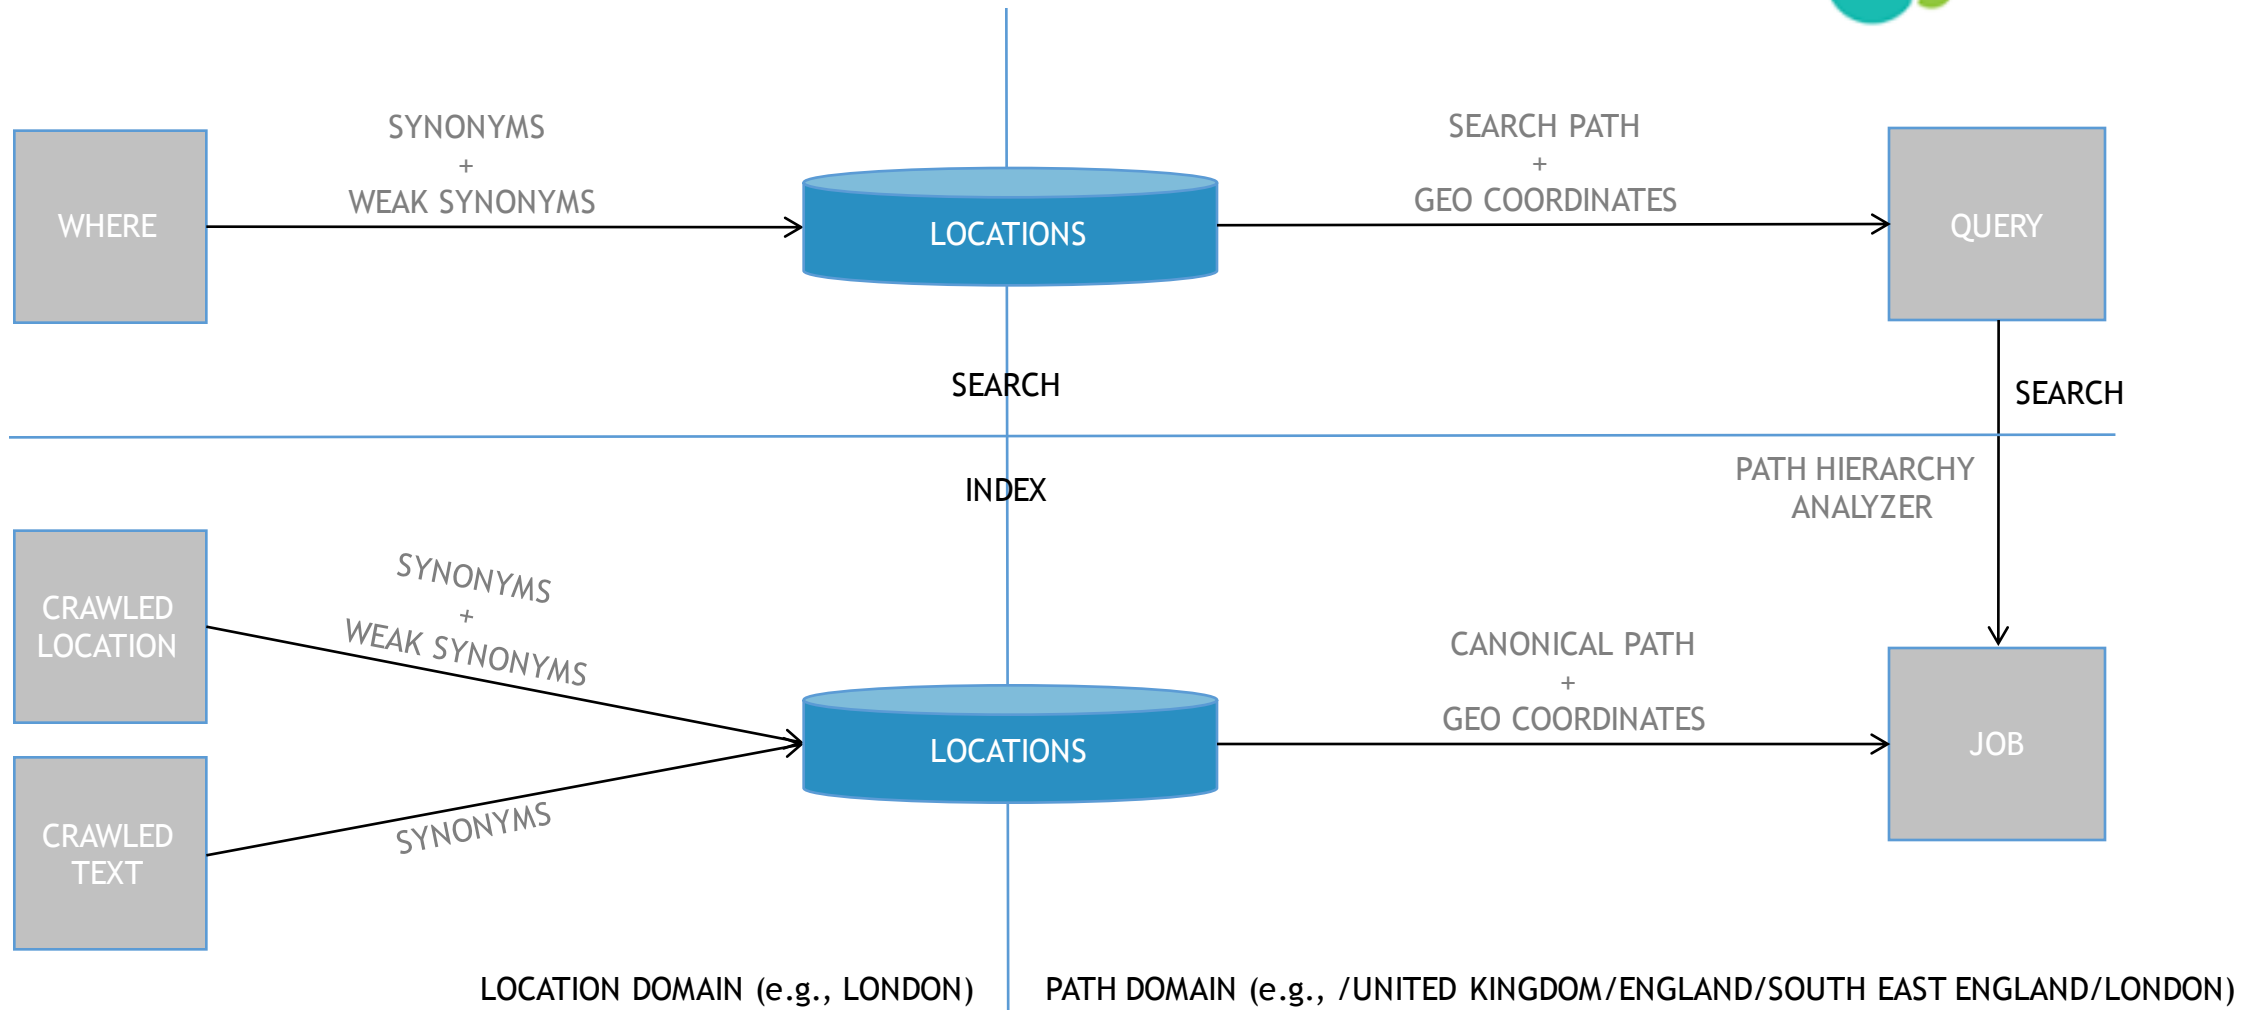 SYNONYMS
+
WEAK SYNONYMS
SEARCH PATH
+
GEO COORDINATES
WHERE
LOCATIONS
QUERY
SEARCH
SEARCH
INDEX
PATH HIERARCHY
ANALYZER
CRAWLED
LOCATION
SYNONYMS
+
WEAK SYNONYMS
CANONICAL PATH
+
GEO COORDINATES
LOCATIONS
JOB
CRAWLED
TEXT
SYNONYMS
LOCATION DOMAIN (e.g., LONDON)
PATH DOMAIN (e.g., /UNITED KINGDOM/ENGLAND/SOUTH EAST ENGLAND/LONDON)